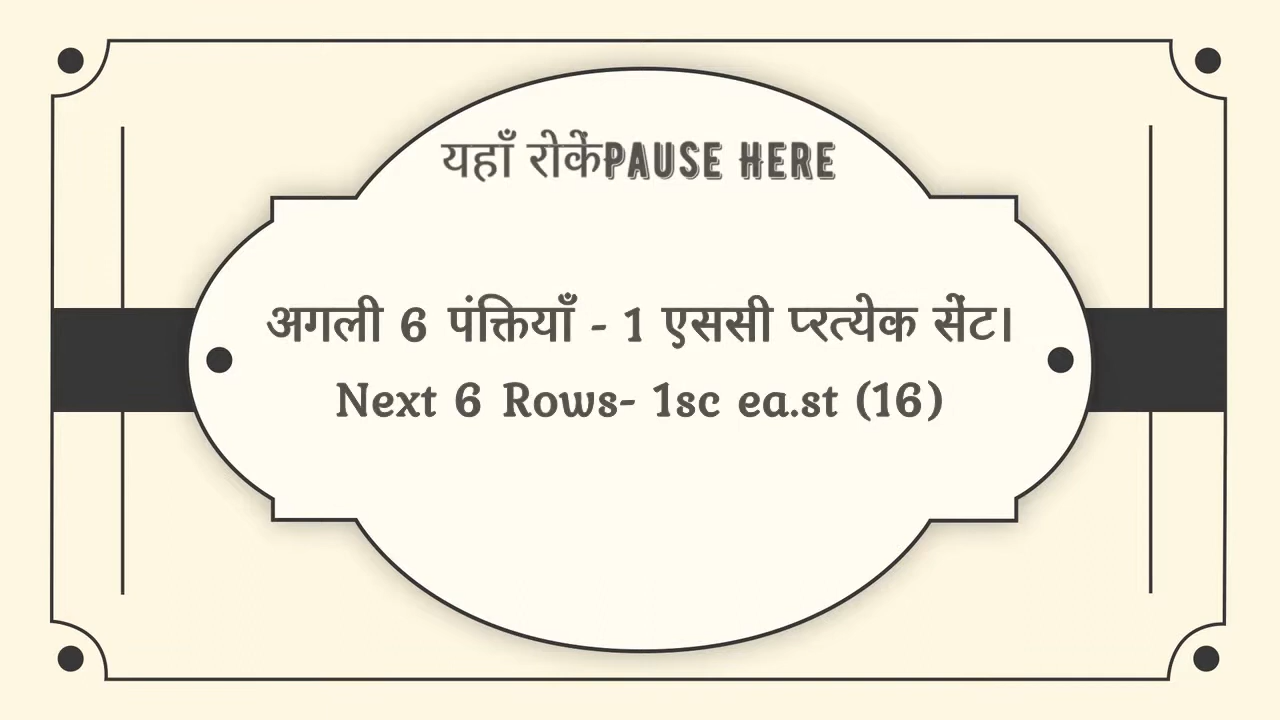 यहाँ रोकेंPAUSE HERE
अगली 6 पंक्तियाँ - 1 एससी प्रत्येक सेंट।
Next 6 Rows- 1sc ea.st (16)